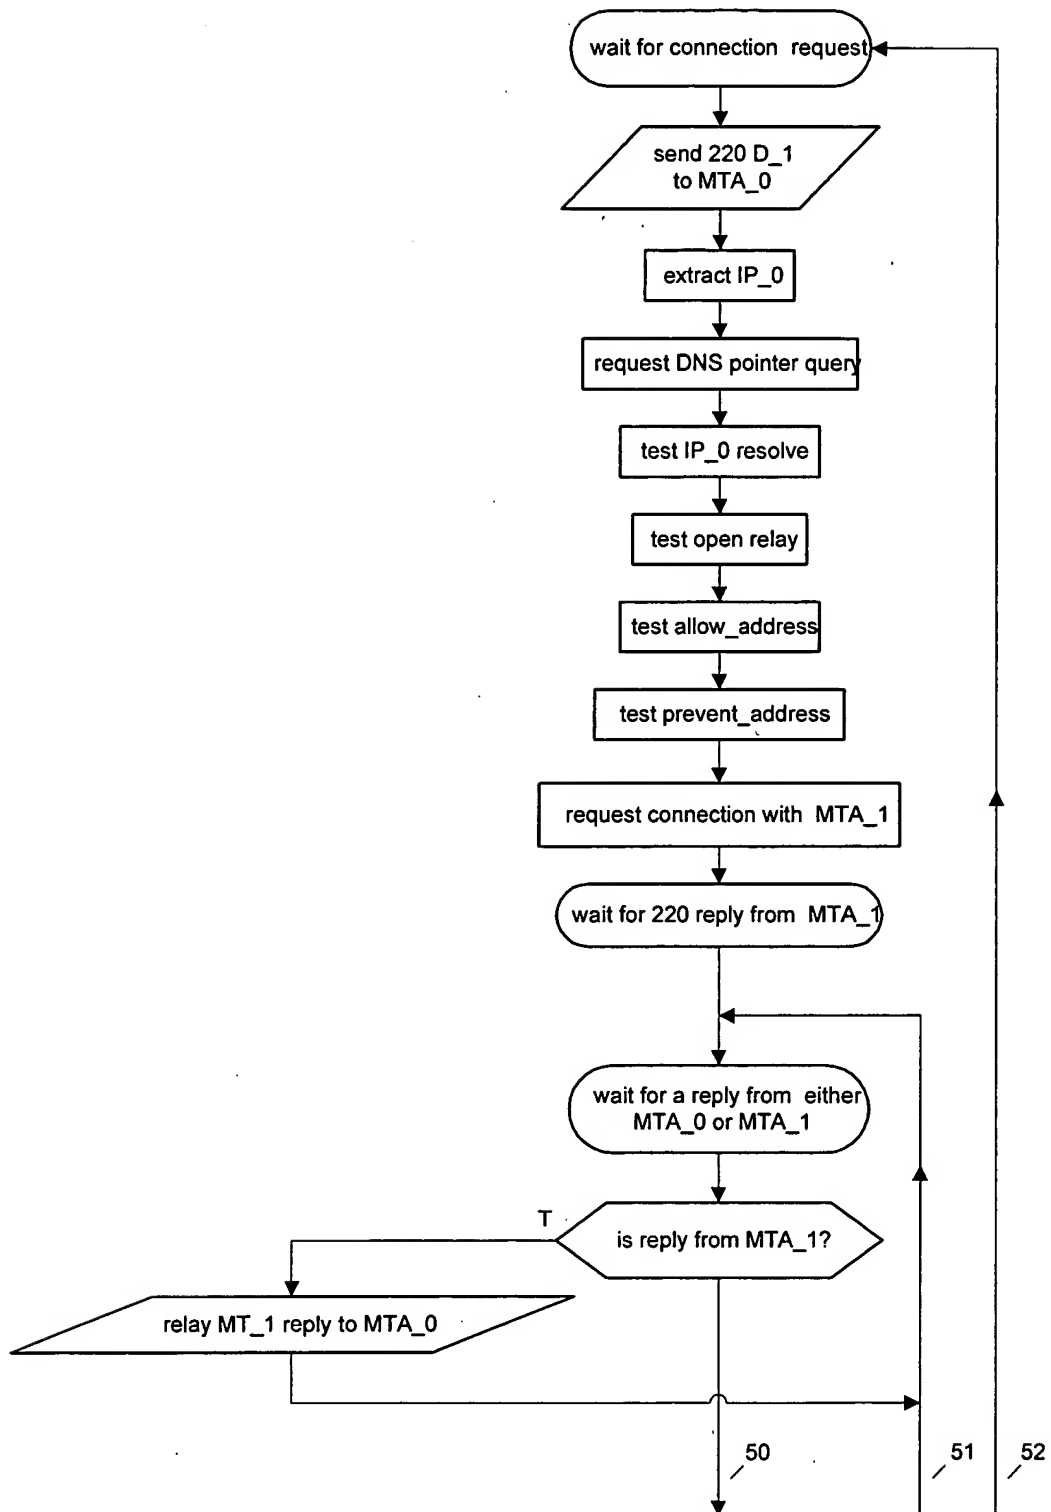 wait for connection request
send 220 D_1
to MTA_0
extract IP_0
request DNS pointer query
test IP_0 resolve
test open relay
test allow_address
test prevent_address
request connection with MTA_1
wait for 220 reply from MTA_1
wait for a reply from either
MTA_0 or MTA_1
T
is reply from MTA_1?
relay MT_1 reply to MTA_0
50
51
52